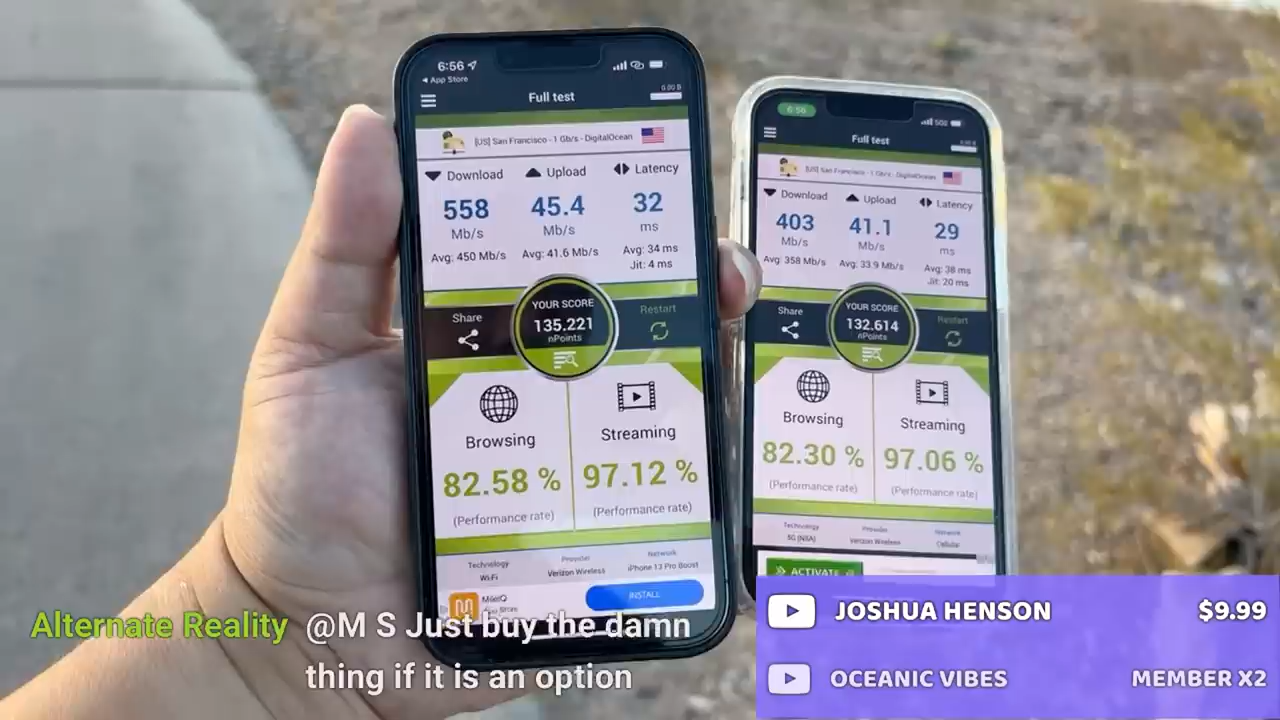 6:56
App Store
Full test
0.00 B
[US] San Francisco - 1 Gb/s - DigitalOcean
Download
Upload
Latency
558
45.4
32
Mb/s
Mb/s
ms
Avg: 450 Mb/s
Avg: 41.6 Mb/s
Avg: 34 ms
Jit: 4 ms
Share
YOUR SCORE
135.221
nPoints
Restart
Browsing
Streaming
82.58 %
97.12 %
(Performance rate)
(Performance rate)
Technology
Provider
Network
Wi-Fi
Verizon Wireless
iPhone 13 Pro Boost
MileIQ
App Store
INSTALL
6:56
Full test
[US] San Francisco - 1 Gb/s - DigitalOcean
Download
Upload
Latency
403
41.1
29
Mb/s
Mb/s
ms
Avg: 358 Mb/s
Avg: 33.9 Mb/s
Avg: 38 ms
Jit: 20 ms
Share
YOUR SCORE
132.614
nPoints
Restart
Browsing
Streaming
82.30 %
97.06 %
(Performance rate)
(Performance rate)
Technology
Provider
Network
5G (NSA)
Verizon Wireless
Cellular
ACTIVATE
Alternate Reality @M S Just buy the damn
thing if it is an option
JOSHUA HENSON $9.99
OCEANIC VIBES MEMBER X2